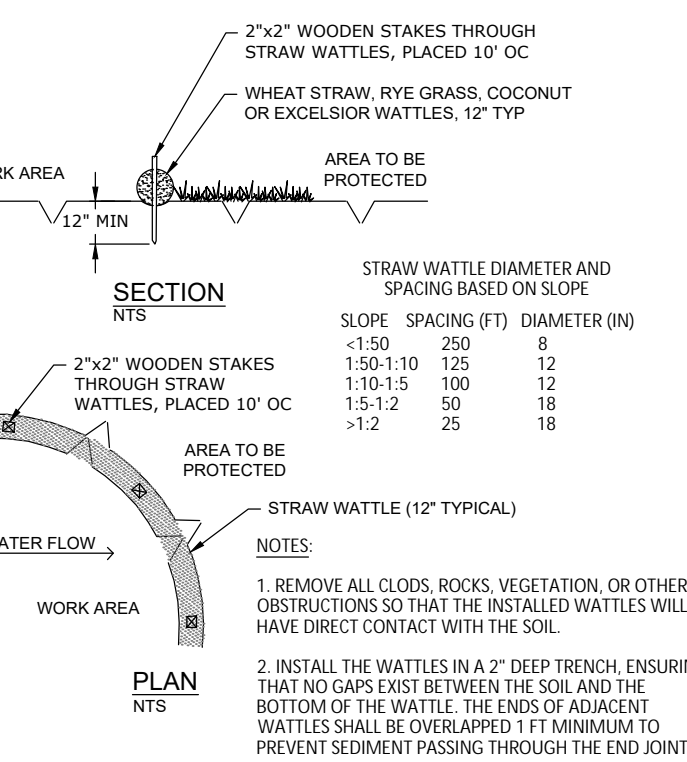 2"x2" WOODEN STAKES THROUGH
STRAW WATTLES, PLACED 10' OC
WHEAT STRAW, RYE GRASS, COCONUT
OR EXCELSIOR WATTLES, 12" TYP
RK AREA
AREA TO BE
PROTECTED
12" MIN
SECTION
NTS
STRAW WATTLE DIAMETER AND
SPACING BASED ON SLOPE
SLOPE SPACING (FT) DIAMETER (IN)
<1:50 250 8
1:50-1:10 125 12
1:10-1:5 100 12
1:5-1:2 50 18
>1:2 25 18
2"x2" WOODEN STAKES
THROUGH STRAW
WATTLES, PLACED 10' OC
AREA TO BE
PROTECTED
STRAW WATTLE (12" TYPICAL)
ATER FLOW
WORK AREA
PLAN
NTS
NOTES:
1. REMOVE ALL CLODS, ROCKS, VEGETATION, OR OTHER
OBSTRUCTIONS SO THAT THE INSTALLED WATTLES WILL
HAVE DIRECT CONTACT WITH THE SOIL.
2. INSTALL THE WATTLES IN A 2" DEEP TRENCH, ENSURIN
THAT NO GAPS EXIST BETWEEN THE SOIL AND THE
BOTTOM OF THE WATTLE. THE ENDS OF ADJACENT
WATTLES SHALL BE OVERLAPPED 1 FT MINIMUM TO
PREVENT SEDIMENT PASSING THROUGH THE END JOINT